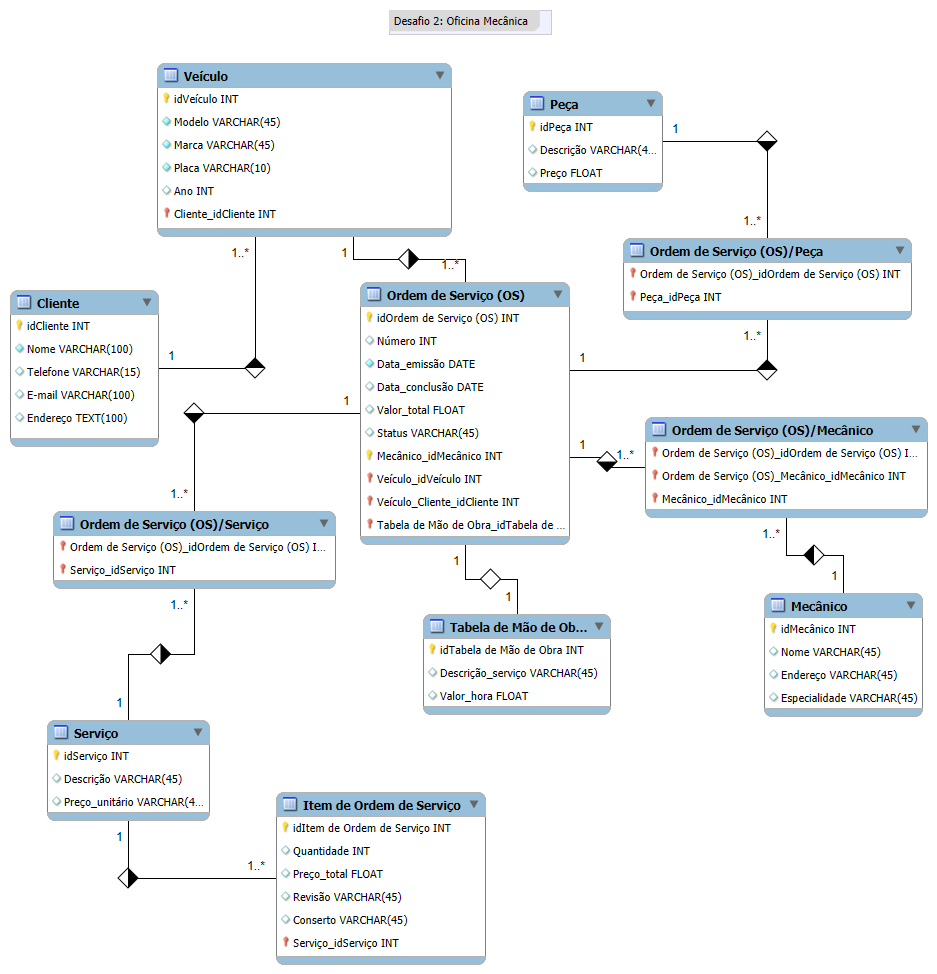 Desafio 2: Oficina Mecânica
Veículo
idVeículo INT
Modelo VARCHAR(45)
Marca VARCHAR(45)
Placa VARCHAR(10)
Ano INT
Cliente_idCliente INT
Peça
idPeça INT
Descrição VARCHAR(4...
Preço FLOAT
1
1..*
Ordem de Serviço (OS)/Peça
Ordem de Serviço (OS)_idOrdem de Serviço (OS) INT
Peça_idPeça INT
1..*
1
1..*
1..*
1
Cliente
idCliente INT
Nome VARCHAR(100)
Telefone VARCHAR(15)
E-mail VARCHAR(100)
Endereço TEXT(100)
1
Ordem de Serviço (OS)
idOrdem de Serviço (OS) INT
Número INT
Data_emissão DATE
Data_conclusão DATE
Valor_total FLOAT
Status VARCHAR(45)
Mecânico_idMecânico INT
Veículo_idVeículo INT
Veículo_Cliente_idCliente INT
Tabela de Mão de Obra_idTabela de ...
1
1..*
1
1..*
Ordem de Serviço (OS)/Mecânico
Ordem de Serviço (OS)_idOrdem de Serviço (OS) I...
Ordem de Serviço (OS)_Mecânico_idMecânico INT
Mecânico_idMecânico INT
1..*
1
Ordem de Serviço (OS)/Serviço
Ordem de Serviço (OS)_idOrdem de Serviço (OS) I...
Serviço_idServiço INT
1..*
1
1
1
Tabela de Mão de Ob...
idTabela de Mão de Obra INT
Descrição_serviço VARCHAR(45)
Valor_hora FLOAT
Mecânico
idMecânico INT
Nome VARCHAR(45)
Endereço VARCHAR(45)
Especialidade VARCHAR(45)
Serviço
idServiço INT
Descrição VARCHAR(45)
Preço_unitário VARCHAR(4...
1
1..*
Item de Ordem de Serviço
idItem de Ordem de Serviço INT
Quantidade INT
Preço_total FLOAT
Revisão VARCHAR(45)
Conserto VARCHAR(45)
Serviço_idServiço INT